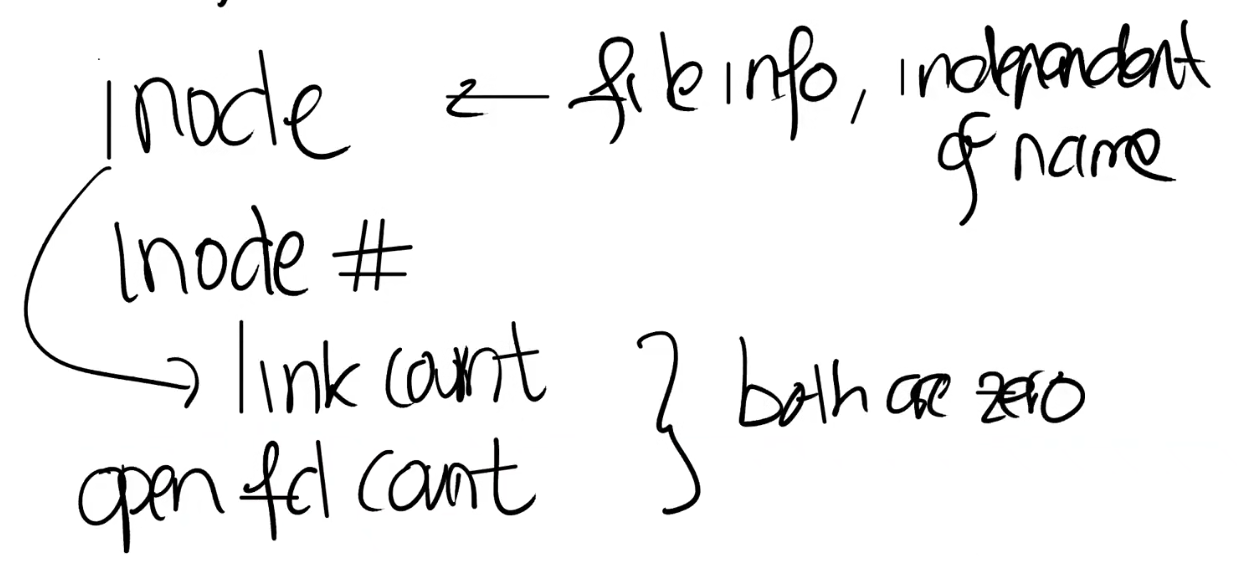 inode ← file info, independent
of name
inode #
→ link count } both are zero
open fd count